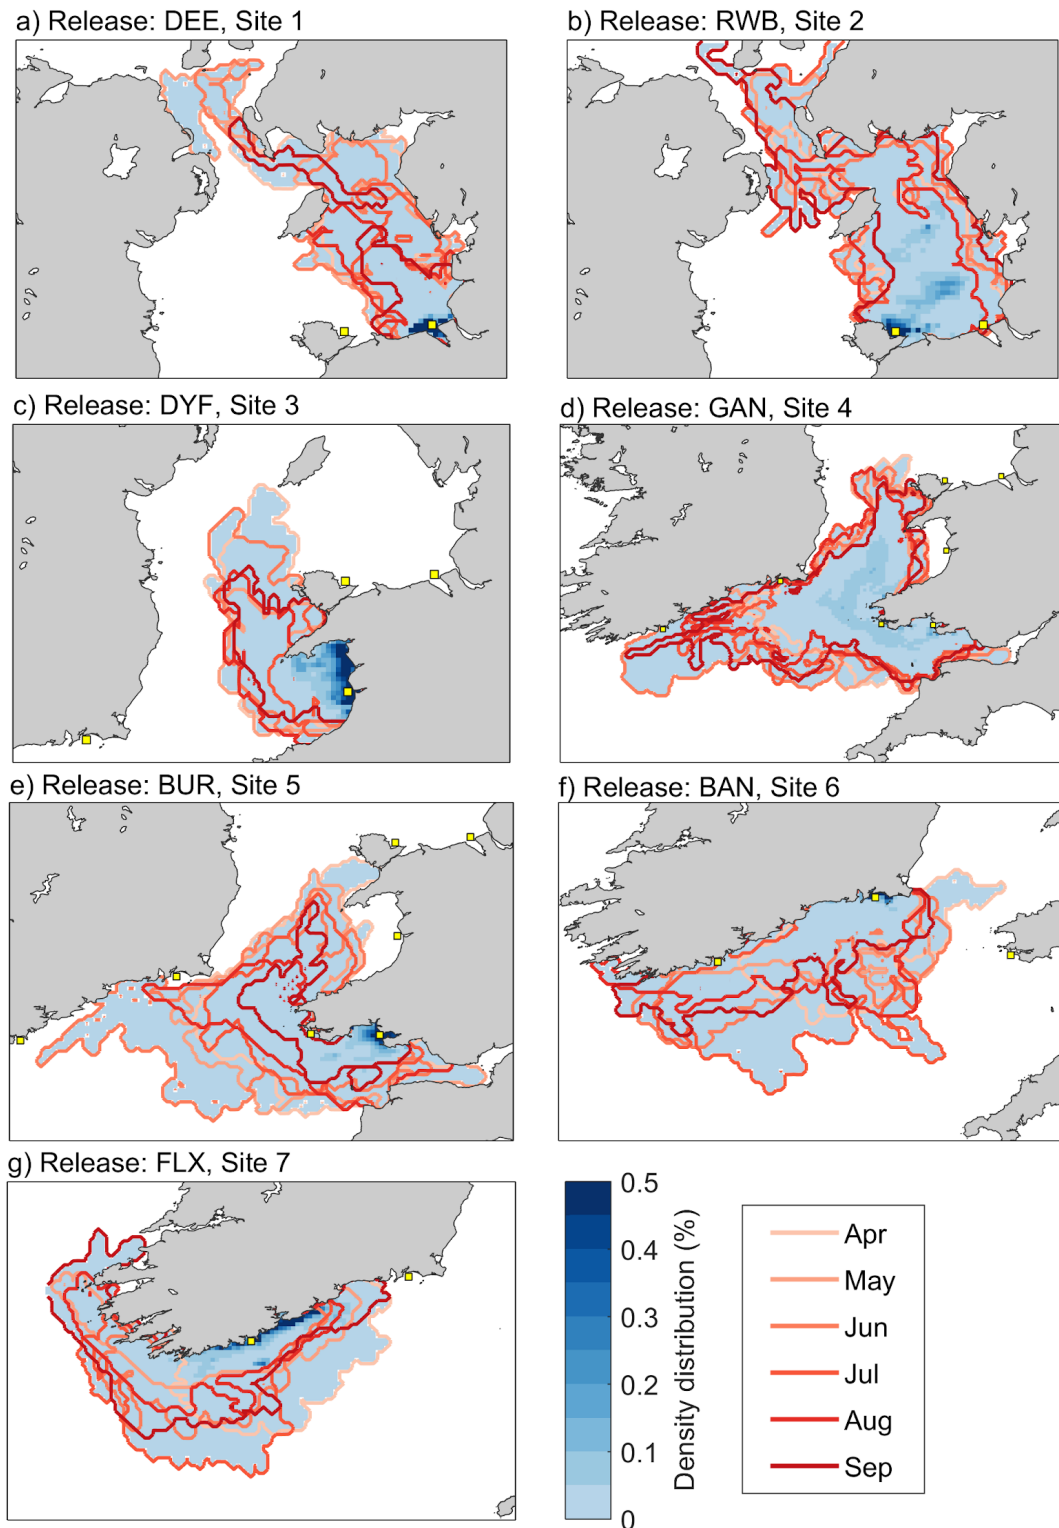 a) Release: DEE, Site 1
b) Release: RWB, Site 2
c) Release: DYF, Site 3
d) Release: GAN, Site 4
e) Release: BUR, Site 5
f) Release: BAN, Site 6
g) Release: FLX, Site 7
0.5
0.4
0.3
0.2
0.1
0
Density distribution (%)
Apr
May
Jun
Jul
Aug
Sep